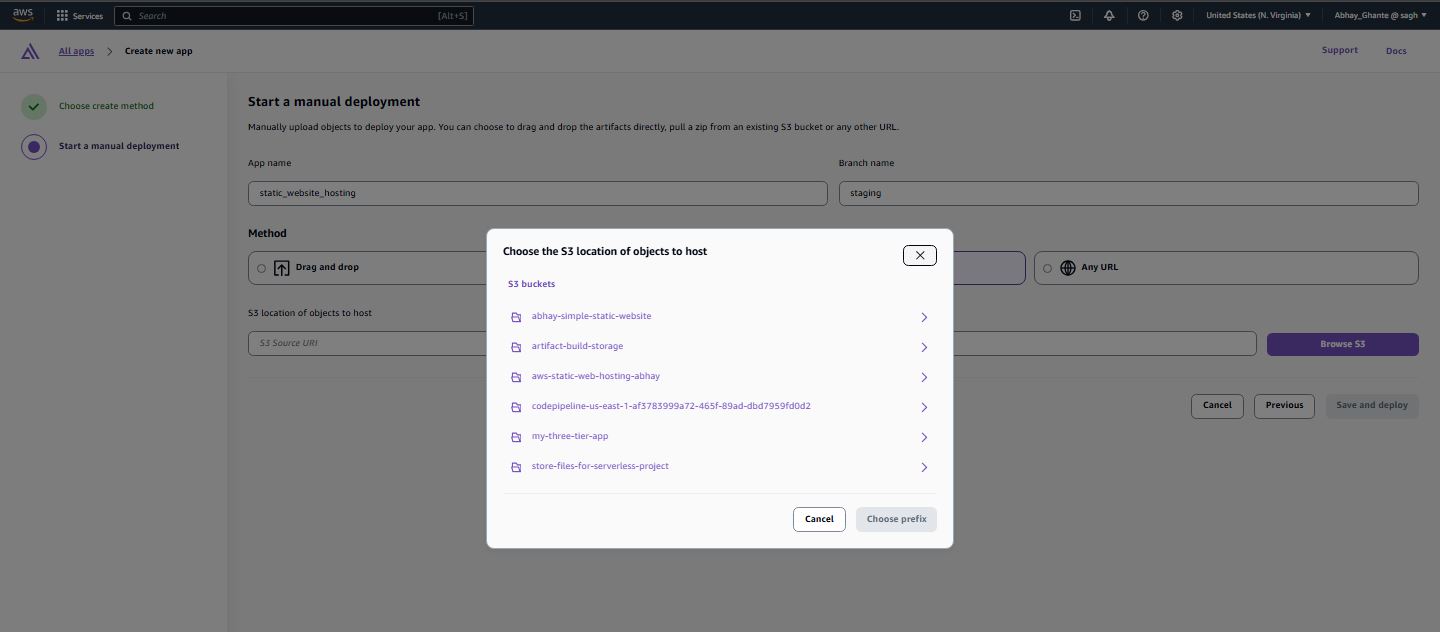 aws
Services
Search
[Alt+S]
United States (N. Virginia)
Abhay_Ghante @ sagh
All apps
Create new app
Support
Docs
Choose create method
Start a manual deployment
Start a manual deployment
Manually upload objects to deploy your app. You can choose to drag and drop the artifacts directly, pull a zip from an existing S3 bucket or any other URL.
App name
Branch name
static_website_hosting
staging
Method
Drag and drop
Any URL
S3 location of objects to host
S3 Source URI
Browse S3
Cancel
Previous
Save and deploy
Choose the S3 location of objects to host
S3 buckets
abhay-simple-static-website
artifact-build-storage
aws-static-web-hosting-abhay
codepipeline-us-east-1-af3783999a72-465f-89ad-dbd7959fd0d2
my-three-tier-app
store-files-for-serverless-project
Cancel
Choose prefix